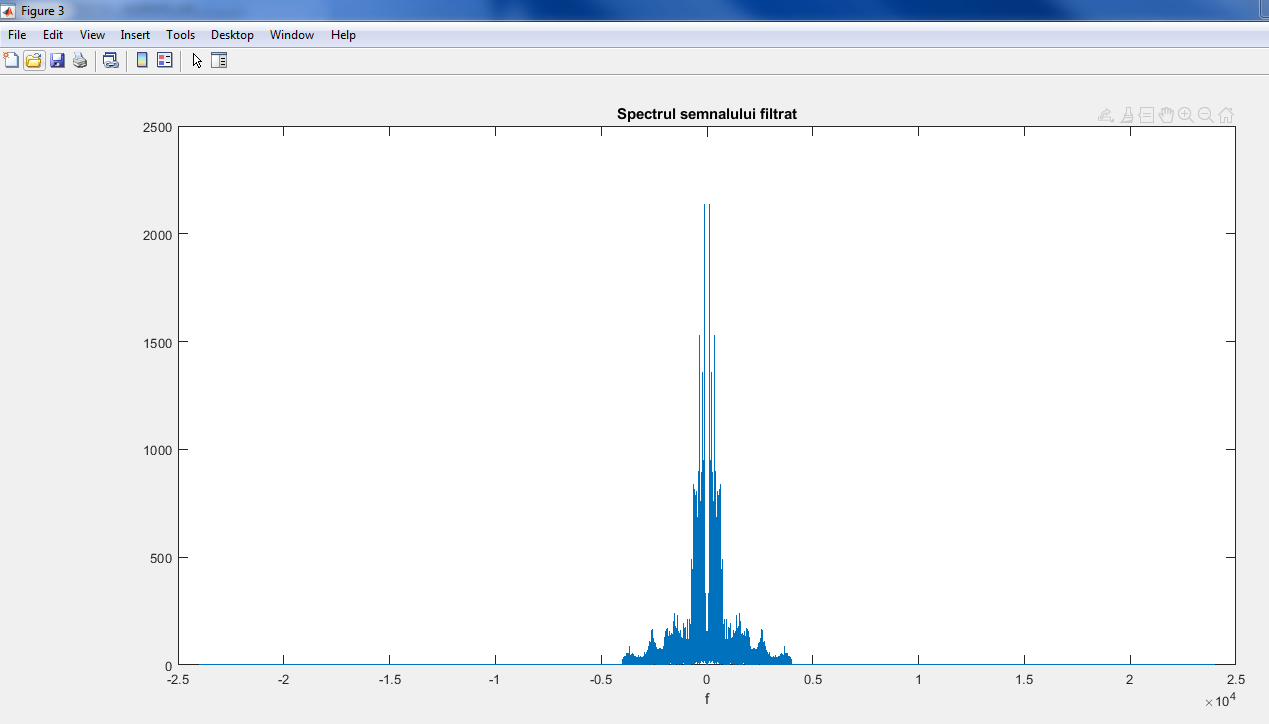 Figure 3
File Edit View Insert Tools Desktop Window Help
Spectrul semnalului filtrat
2500
2000
1500
1000
500
0
-2.5 -2 -1.5 -1 -0.5 0 0.5 1 1.5 2 2.5
f
×10⁴